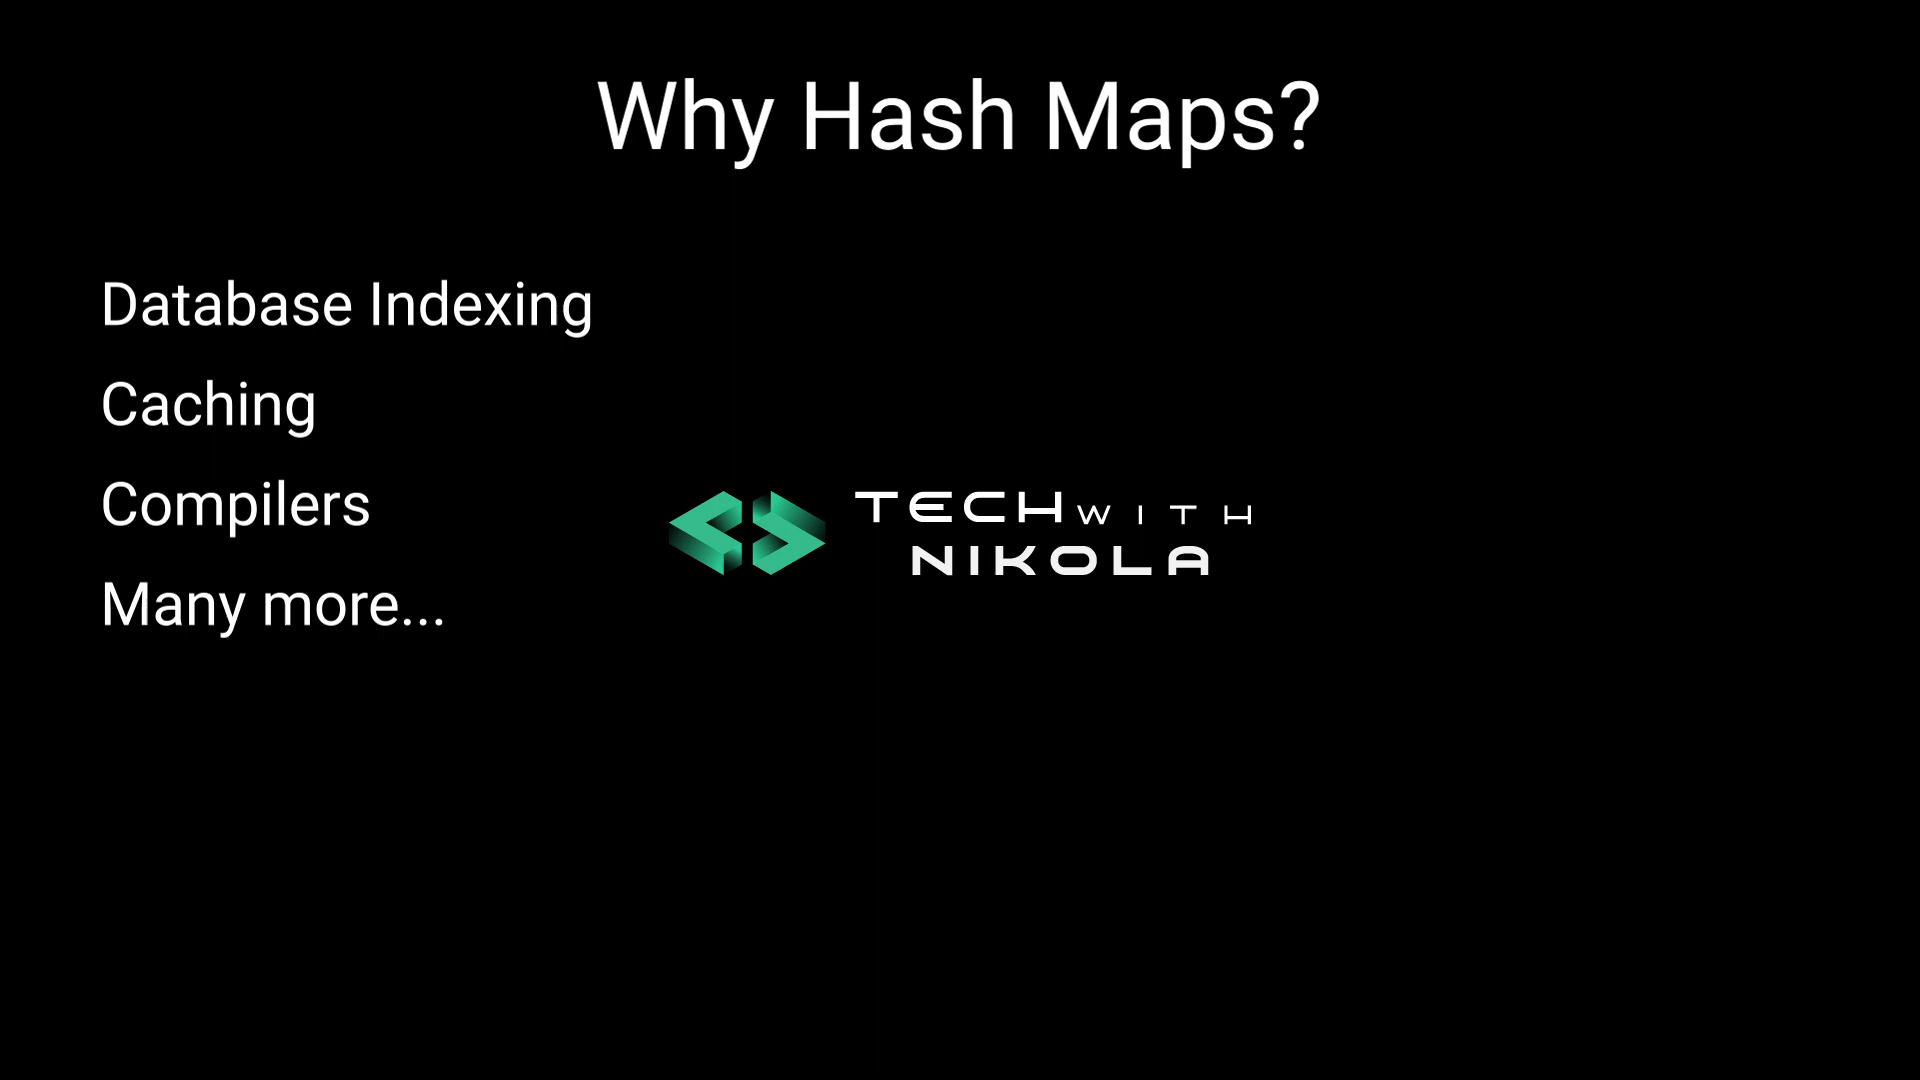 Why Hash Maps?
Database Indexing
Caching
Compilers
Many more...
TECH WITH
NIKOLA